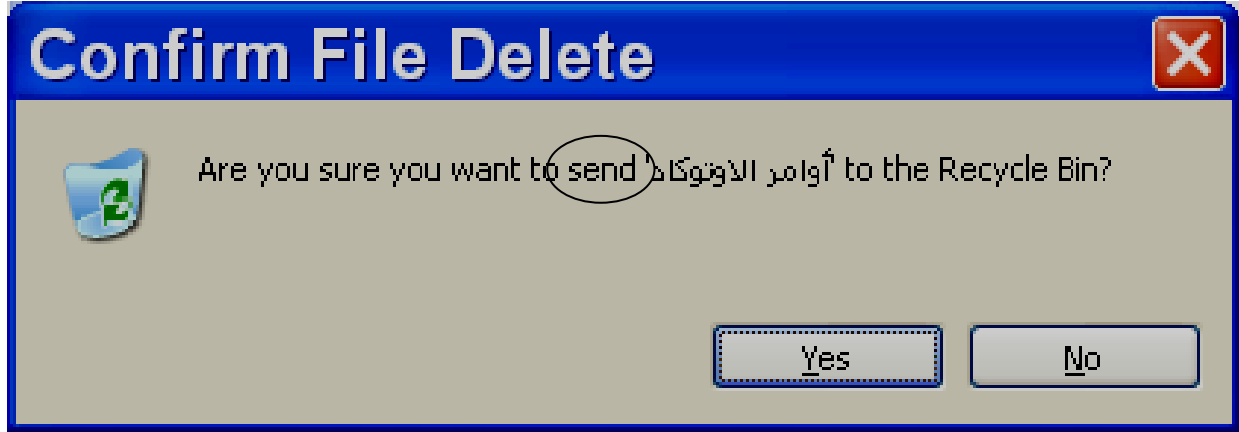 Confirm File Delete
Are you sure you want to send 'أوامر الاوتوكاد' to the Recycle Bin?
Yes
No